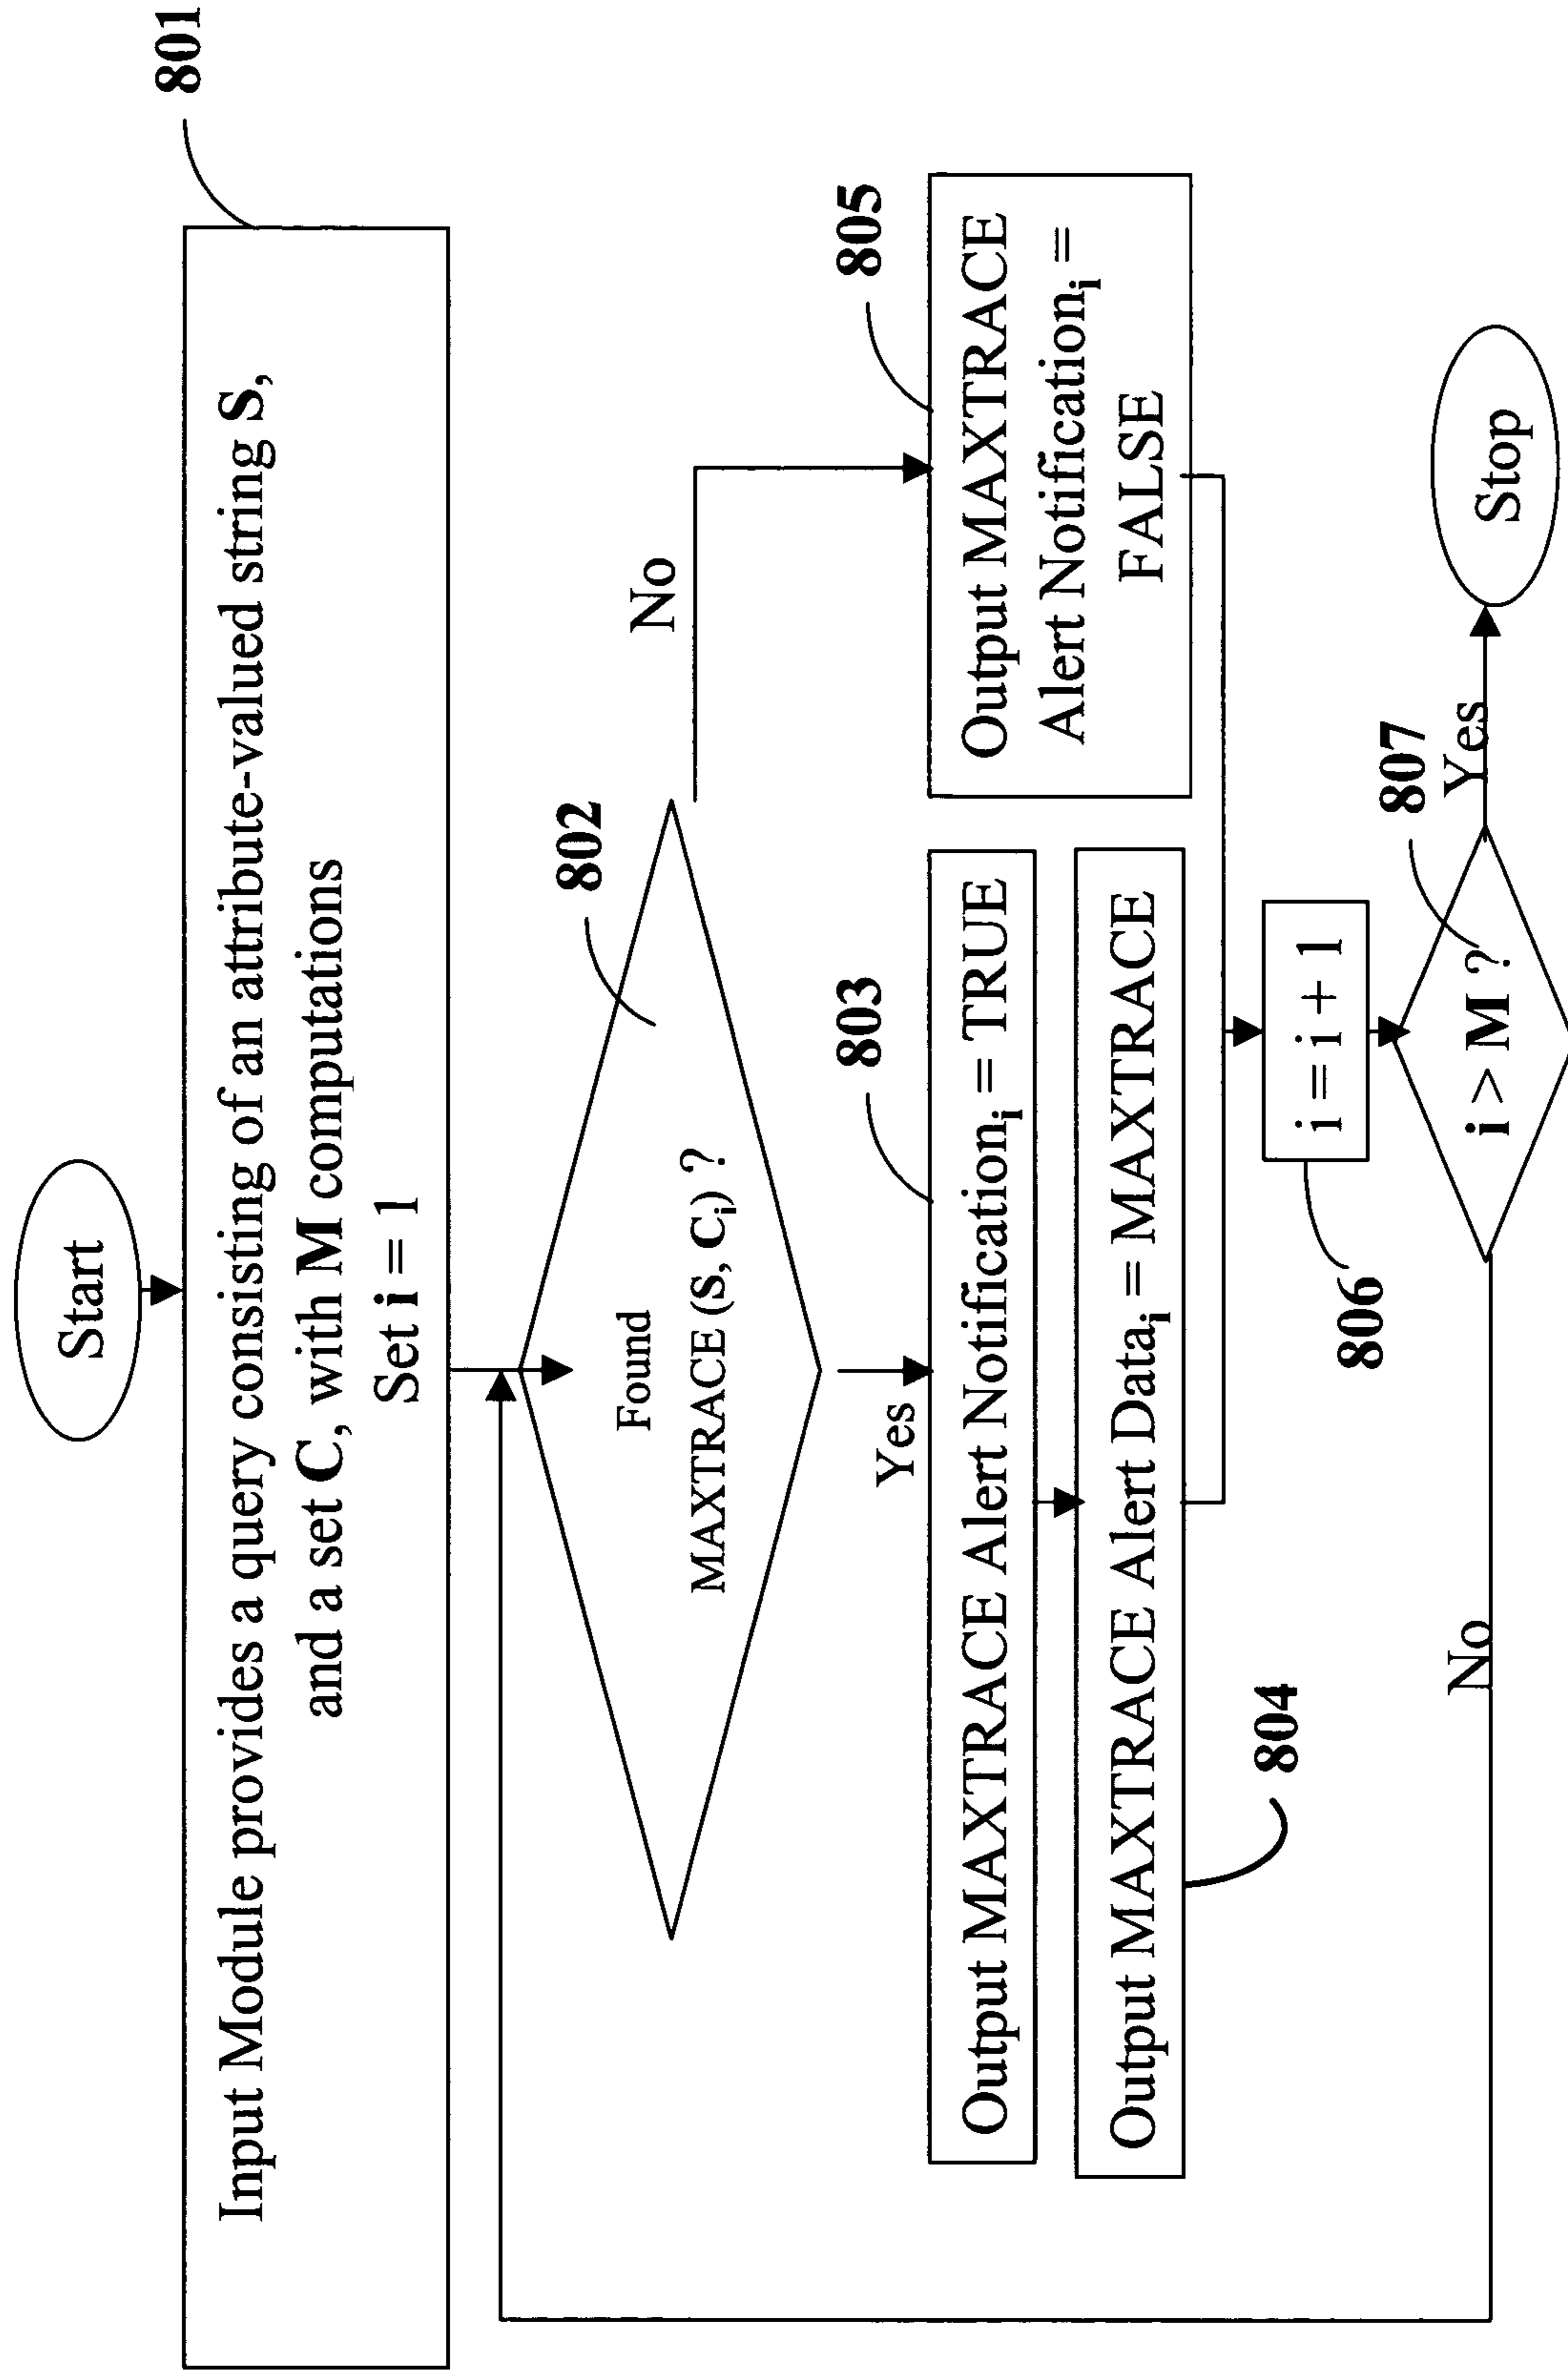 Start
801
Input Module provides a query consisting of an attribute-valued string S,
and a set C, with M computations
Set i = 1
802
Found
MAXTRACE (S, Cᵢ) ?
No
Yes
803
Output MAXTRACE Alert Notificationᵢ = TRUE
805
Output MAXTRACE
Alert Notificationᵢ =
FALSE
Output MAXTRACE Alert Dataᵢ = MAXTRACE
804
i = i + 1
806
807
i > M ?
Yes
Stop
No